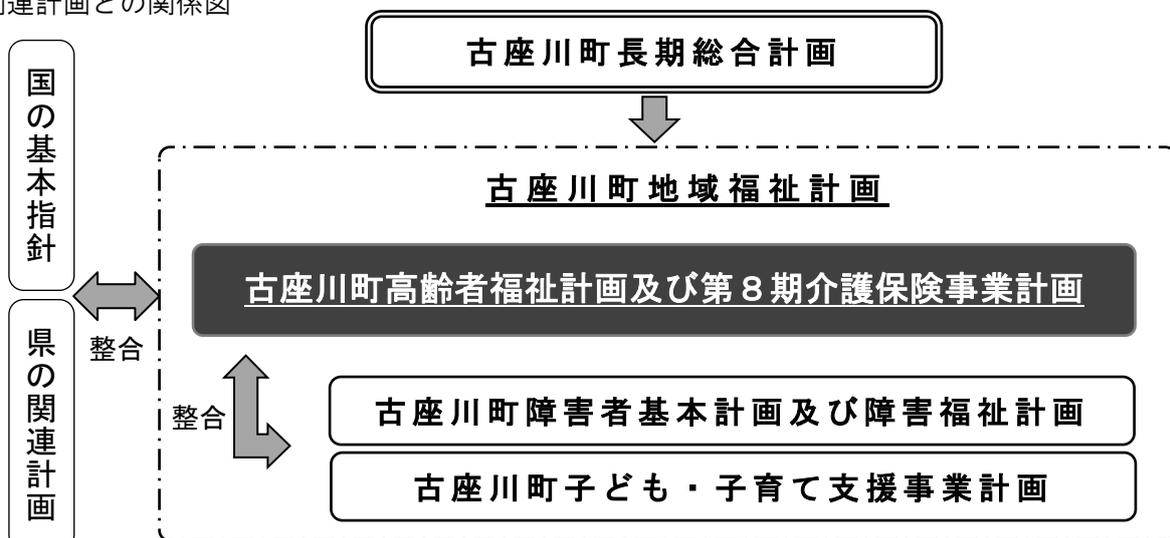 連計画との関係図
古座川町長期総合計画
国の基本指針
県の関連計画
整合
古座川町地域福祉計画
古座川町高齢者福祉計画及び第８期介護保険事業計画
整合
古座川町障害者基本計画及び障害福祉計画
古座川町子ども・子育て支援事業計画